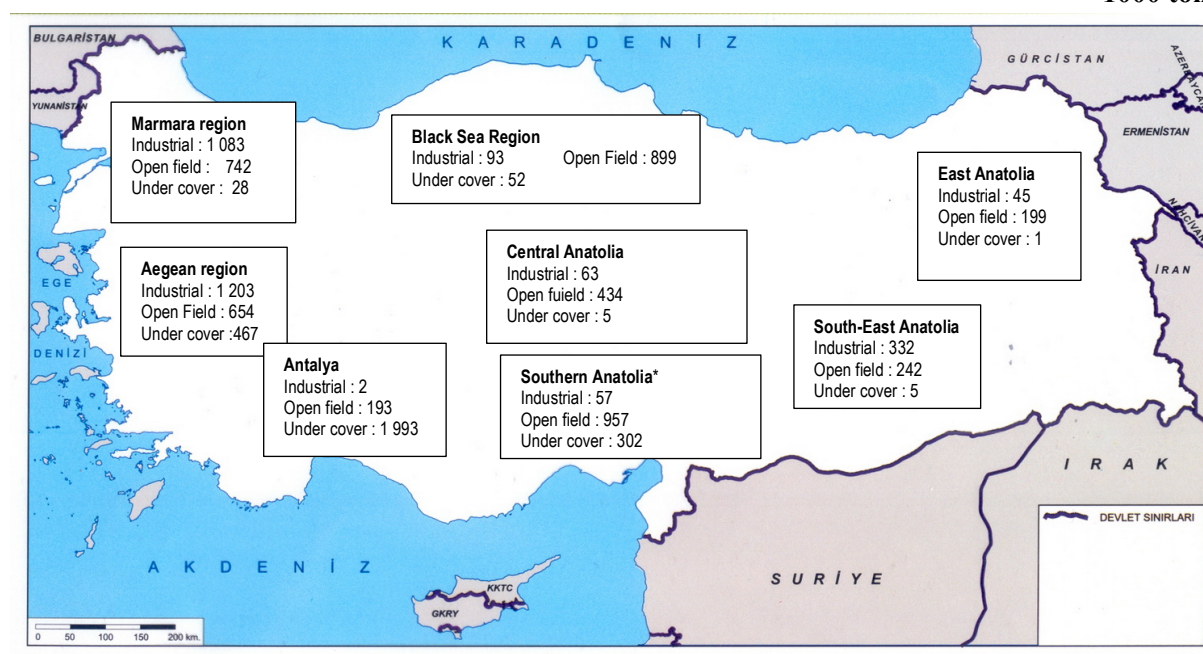 1000 ton
BULGARİSTAN
K A R A D E N İ Z
GÜRCİSTAN
YUNANİSTAN
ERMENİSTAN
Marmara region
Industrial : 1 083
Open field : 742
Under cover : 28
Black Sea Region
Industrial : 93 Open Field : 899
Under cover : 52
East Anatolia
Industrial : 45
Open field : 199
Under cover : 1
NAHCİVAN
İRAN
Aegean region
Industrial : 1 203
Open Field : 654
Under cover :467
Central Anatolia
Industrial : 63
Open fuield : 434
Under cover : 5
EGE
DENİZİ
South-East Anatolia
Industrial : 332
Open field : 242
Under cover : 5
Antalya
Industrial : 2
Open field : 193
Under cover : 1 993
Southern Anatolia*
Industrial : 57
Open field : 957
Under cover : 302
I R A K
DEVLET SINIRLARI
A K D E N İ Z
S U R İ Y E
KKTC
GKRY
0 50 100 150 200 km.